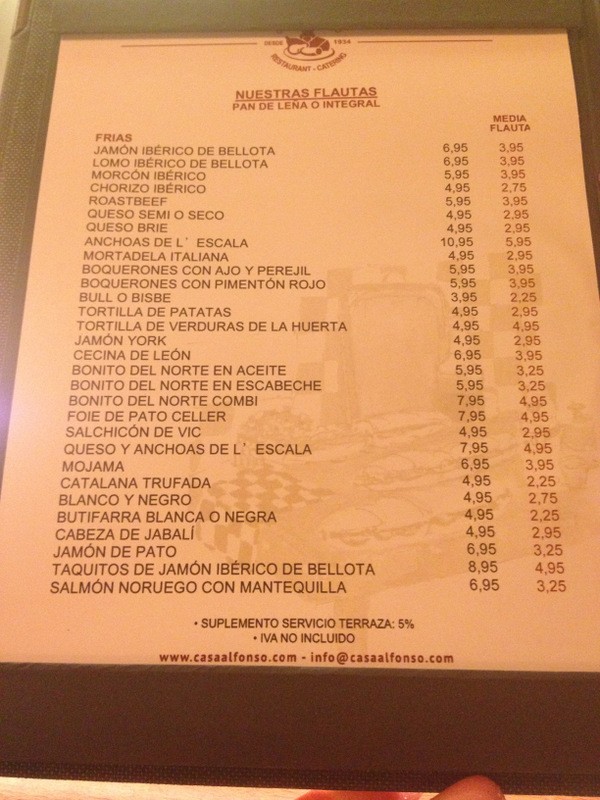 DESDE 1934
RESTAURANT - CATERING
NUESTRAS FLAUTAS
PAN DE LEÑA O INTEGRAL
MEDIA
FLAUTA
FRIAS
JAMÓN IBÉRICO DE BELLOTA 6,95 3,95
LOMO IBÉRICO DE BELLOTA 6,95 3,95
MORCÓN IBÉRICO 5,95 3,95
CHORIZO IBÉRICO 4,95 2,75
ROASTBEEF 5,95 3,95
QUESO SEMI O SECO 4,95 2,95
QUESO BRIE 4,95 2,95
ANCHOAS DE L' ESCALA 10,95 5,95
MORTADELA ITALIANA 4,95 2,95
BOQUERONES CON AJO Y PEREJIL 5,95 3,95
BOQUERONES CON PIMENTÓN ROJO 5,95 3,95
BULL O BISBE 3,95 2,25
TORTILLA DE PATATAS 4,95 2,95
TORTILLA DE VERDURAS DE LA HUERTA 4,95 4,95
JAMÓN YORK 4,95 2,95
CECINA DE LEÓN 6,95 3,95
BONITO DEL NORTE EN ACEITE 5,95 3,25
BONITO DEL NORTE EN ESCABECHE 5,95 3,25
BONITO DEL NORTE COMBI 7,95 4,95
FOIE DE PATO CELLER 7,95 4,95
SALCHICÓN DE VIC 4,95 2,95
QUESO Y ANCHOAS DE L' ESCALA 7,95 4,95
MOJAMA 6,95 3,95
CATALANA TRUFADA 4,95 2,25
BLANCO Y NEGRO 4,95 2,75
BUTIFARRA BLANCA O NEGRA 4,95 2,25
CABEZA DE JABALÍ 4,95 2,95
JAMÓN DE PATO 6,95 3,25
TAQUITOS DE JAMÓN IBÉRICO DE BELLOTA 8,95 4,95
SALMÓN NORUEGO CON MANTEQUILLA 6,95 3,25
• SUPLEMENTO SERVICIO TERRAZA: 5%
• IVA NO INCLUIDO
www.casaalfonso.com - info@casaalfonso.com